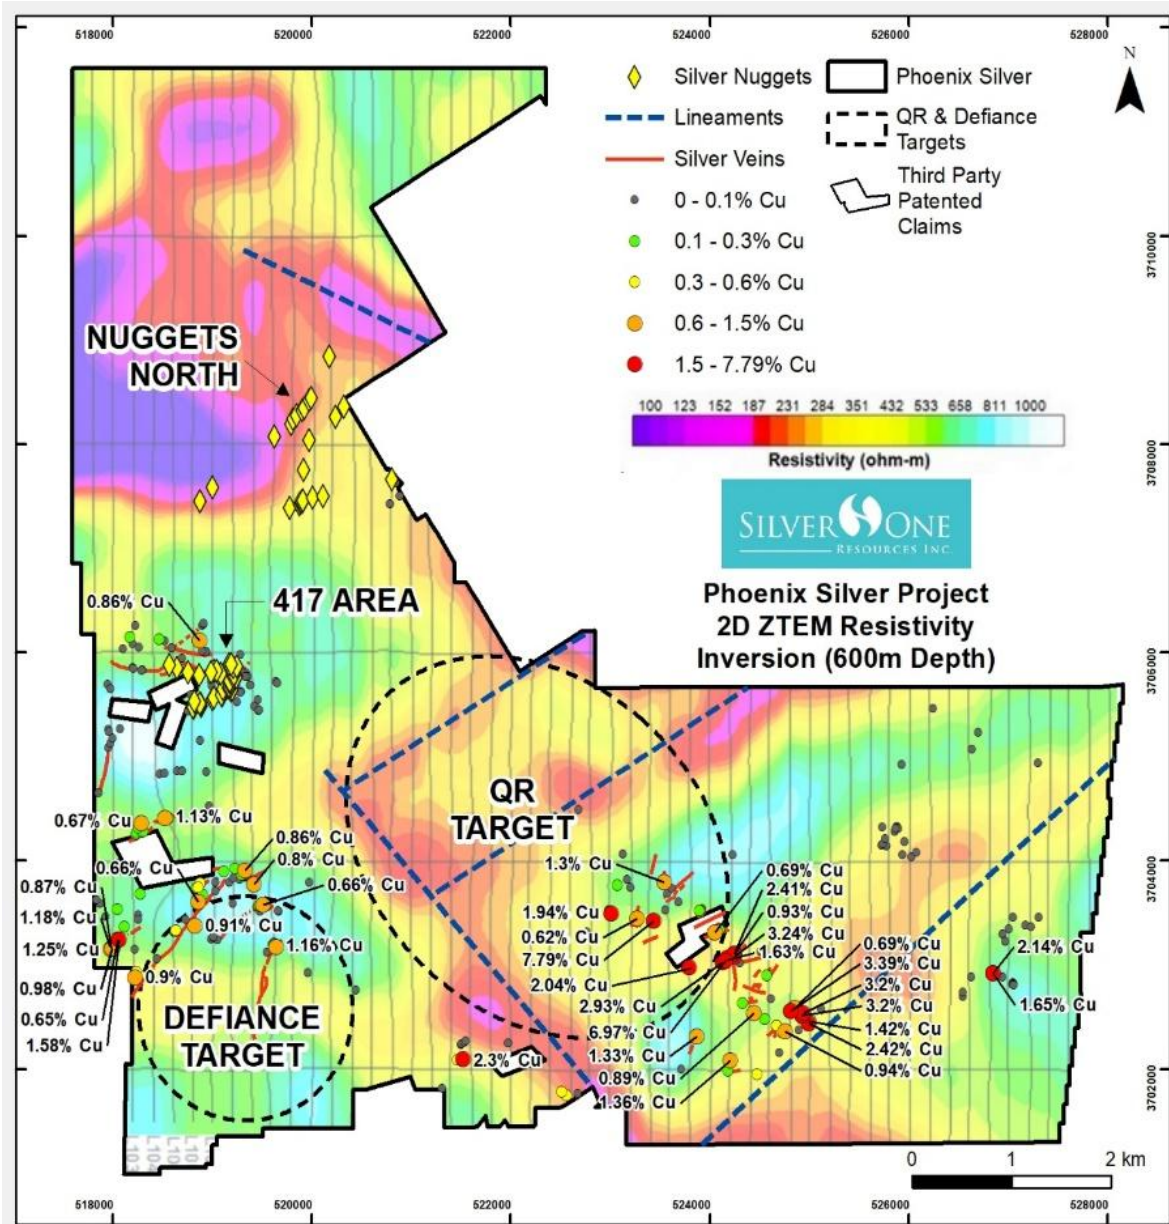 518000 520000 522000 524000 526000 528000
N
Silver Nuggets
Lineaments
Silver Veins
0 - 0.1% Cu
0.1 - 0.3% Cu
0.3 - 0.6% Cu
0.6 - 1.5% Cu
1.5 - 7.79% Cu
Phoenix Silver
QR & Defiance
Targets
Third Party
Patented
Claims
100 123 152 187 231 284 351 432 533 658 811 1000
Resistivity (ohm-m)
SILVER ONE
RESOURCES INC.
Phoenix Silver Project
2D ZTEM Resistivity
Inversion (600m Depth)
3710000
3708000
3706000
3704000
3702000
NUGGETS
NORTH
417 AREA
0.86% Cu
QR
TARGET
0.67% Cu
1.13% Cu
0.86% Cu
0.8% Cu
0.66% Cu
0.66% Cu
0.87% Cu
1.18% Cu
1.25% Cu
0.91% Cu
1.16% Cu
0.9% Cu
0.98% Cu
0.65% Cu
1.58% Cu
DEFIANCE
TARGET
1.3% Cu
1.94% Cu
0.62% Cu
7.79% Cu
2.04% Cu
2.93% Cu
6.97% Cu
1.33% Cu
0.89% Cu
1.36% Cu
2.3% Cu
0.69% Cu
2.41% Cu
0.93% Cu
3.24% Cu
1.63% Cu
0.69% Cu
3.39% Cu
3.2% Cu
3.2% Cu
1.42% Cu
2.42% Cu
0.94% Cu
2.14% Cu
1.65% Cu
0 1 2 km
518000 520000 522000 524000 526000 528000